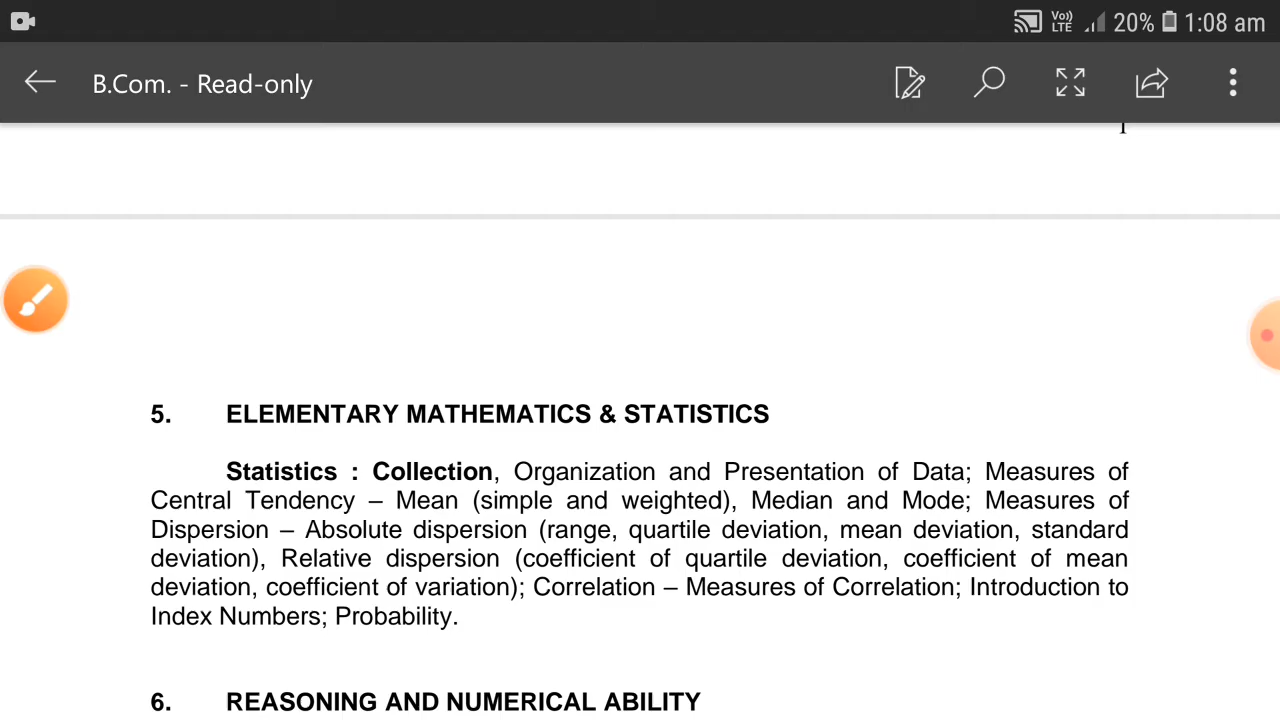 Vo)) LTE 20% 1:08 am
B.Com. - Read-only
1
5. ELEMENTARY MATHEMATICS & STATISTICS
Statistics : Collection, Organization and Presentation of Data; Measures of
Central Tendency – Mean (simple and weighted), Median and Mode; Measures of
Dispersion – Absolute dispersion (range, quartile deviation, mean deviation, standard
deviation), Relative dispersion (coefficient of quartile deviation, coefficient of mean
deviation, coefficient of variation); Correlation – Measures of Correlation; Introduction to
Index Numbers; Probability.
6. REASONING AND NUMERICAL ABILITY